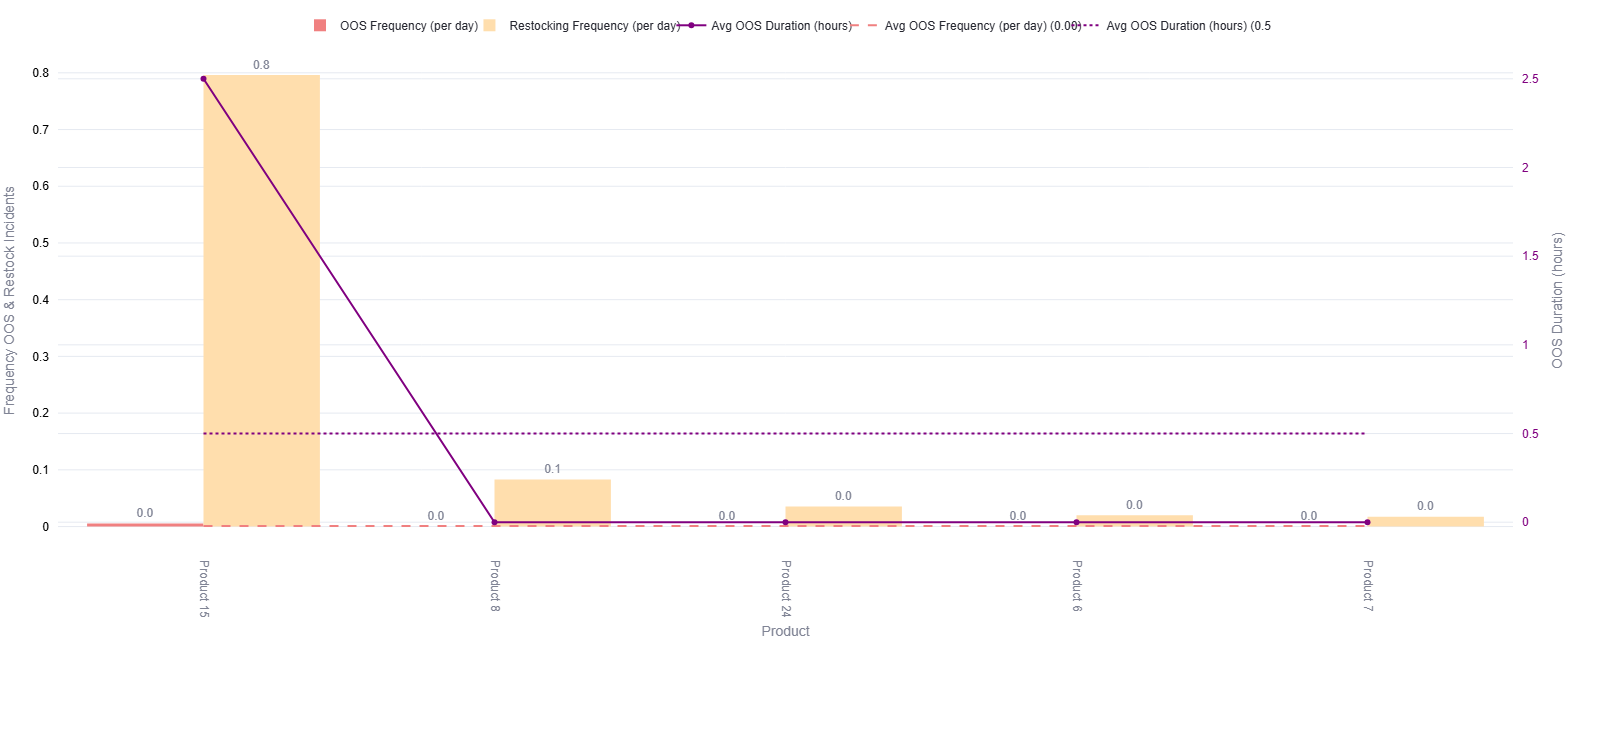 OOS Frequency (per day) Restocking Frequency (per day) Avg OOS Duration (hours) Avg OOS Frequency (per day) (0.00) Avg OOS Duration (hours) (0.5
0.8
0.7
0.6
0.5
0.4
0.3
0.2
0.1
0
Frequency OOS & Restock Incidents
0.0 0.8
0.0 0.1
0.0 0.0
0.0 0.0
0.0 0.0
2.5
2
1.5
1
0.5
0
OOS Duration (hours)
Product 15
Product 8
Product 24
Product 6
Product 7
Product